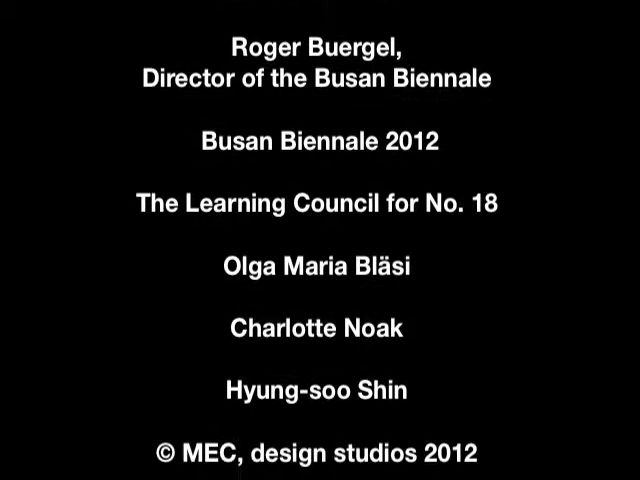 Roger Buergel,
Director of the Busan Biennale
Busan Biennale 2012
The Learning Council for No. 18
Olga Maria Bläsi
Charlotte Noak
Hyung-soo Shin
© MEC, design studios 2012